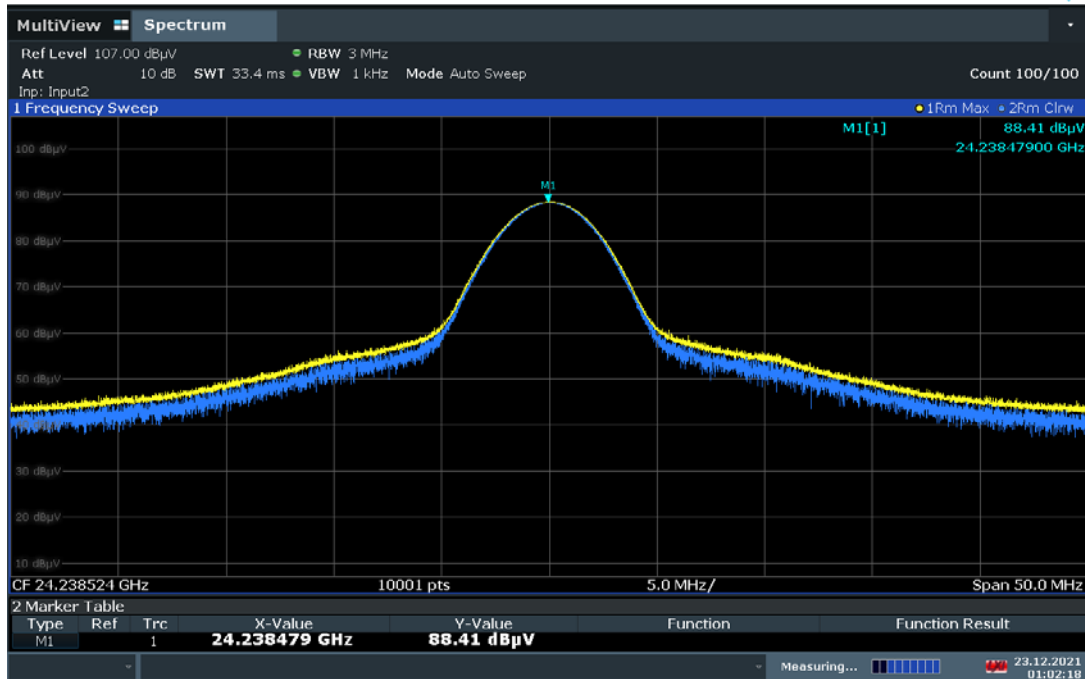 MultiView Spectrum
Ref Level 107.00 dBµV RBW 3 MHz
Att 10 dB SWT 33.4 ms VBW 1 kHz Mode Auto Sweep Count 100/100
Inp: Input2
1 Frequency Sweep 1Rm Max 2Rm Clrw
M1[1] 88.41 dBµV
24.23847900 GHz
100 dBµV
M1
90 dBµV
80 dBµV
70 dBµV
60 dBµV
50 dBµV
30 dBµV
20 dBµV
10 dBµV
CF 24.238524 GHz 10001 pts 5.0 MHz/ Span 50.0 MHz
2 Marker Table
Type Ref Trc X-Value Y-Value Function Function Result
M1 1 24.238479 GHz 88.41 dBµV
Measuring... 23.12.2021
01:02:18